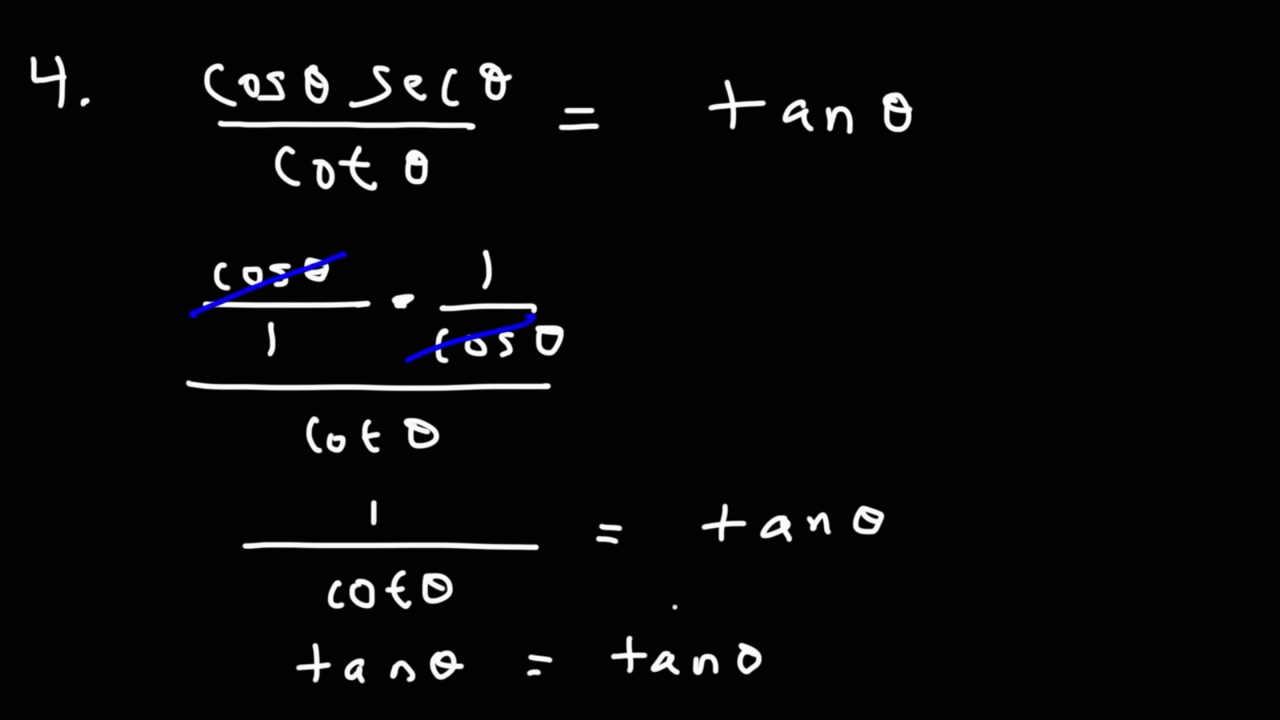 4. cosθ secθ / cotθ = tanθ
cosθ / 1 · 1 / cosθ
cotθ
1 / cotθ = tanθ
tanθ = tanθ